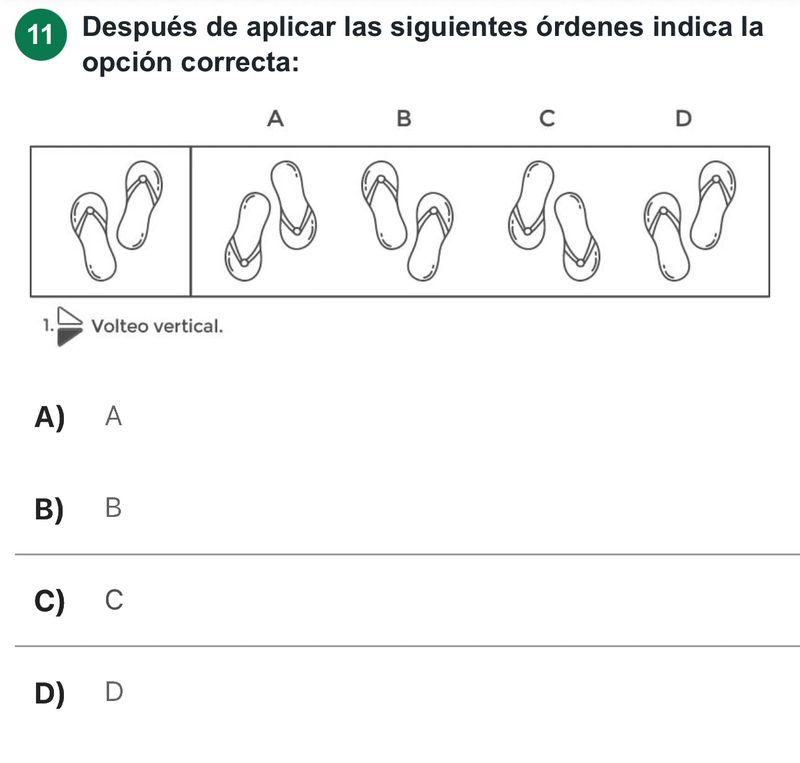 11 Después de aplicar las siguientes órdenes indica la
opción correcta:
A B C D
1. Volteo vertical.
A) A
B) B
C) C
D) D